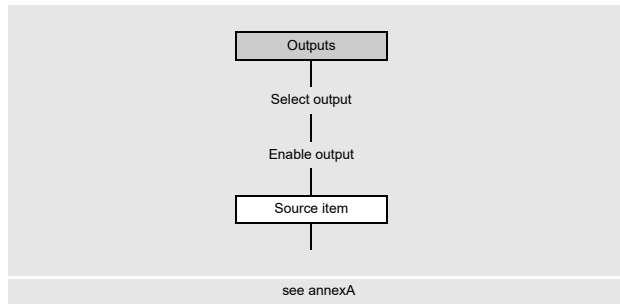 Outputs
Select output
Enable output
Source item
see annexA